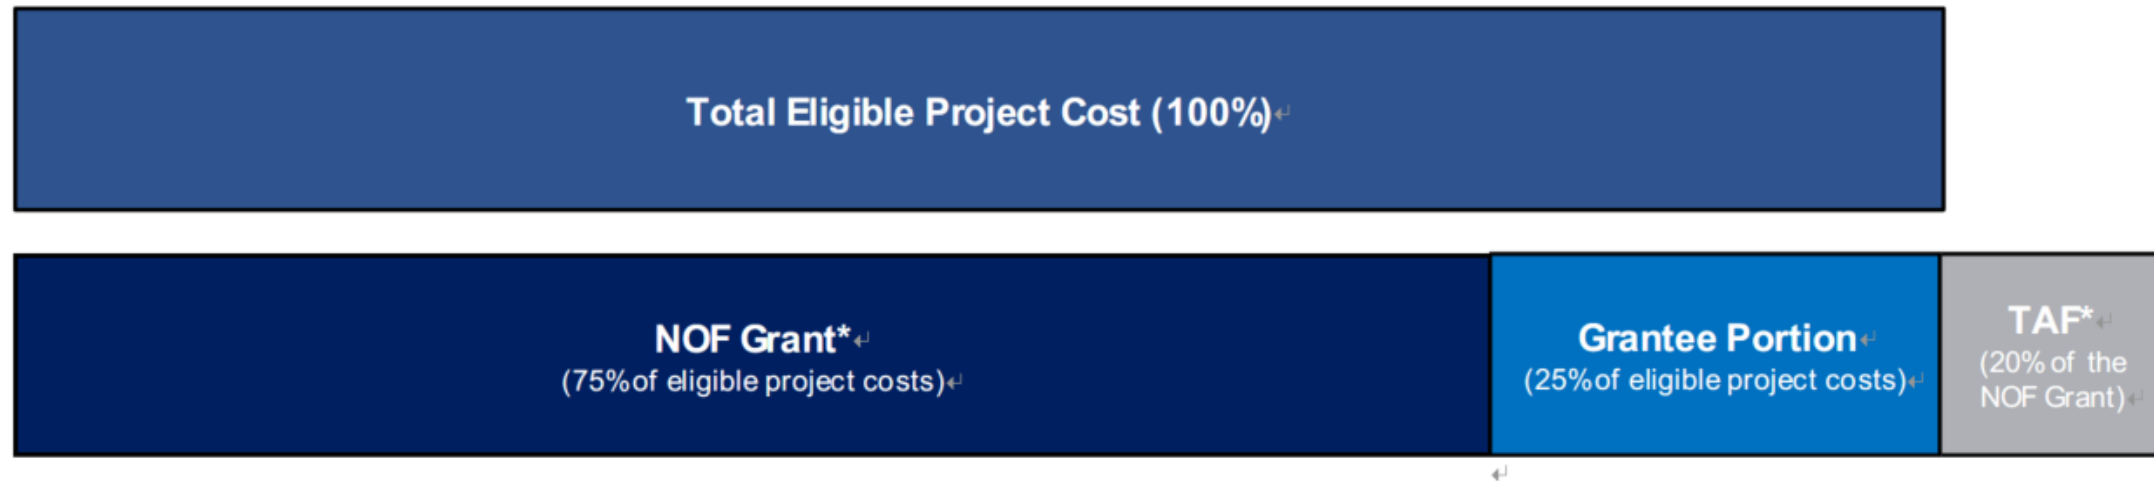 Total Eligible Project Cost (100%)
NOF Grant*
(75% of eligible project costs)
Grantee Portion
(25% of eligible project costs)
TAF*
(20% of the
NOF Grant)